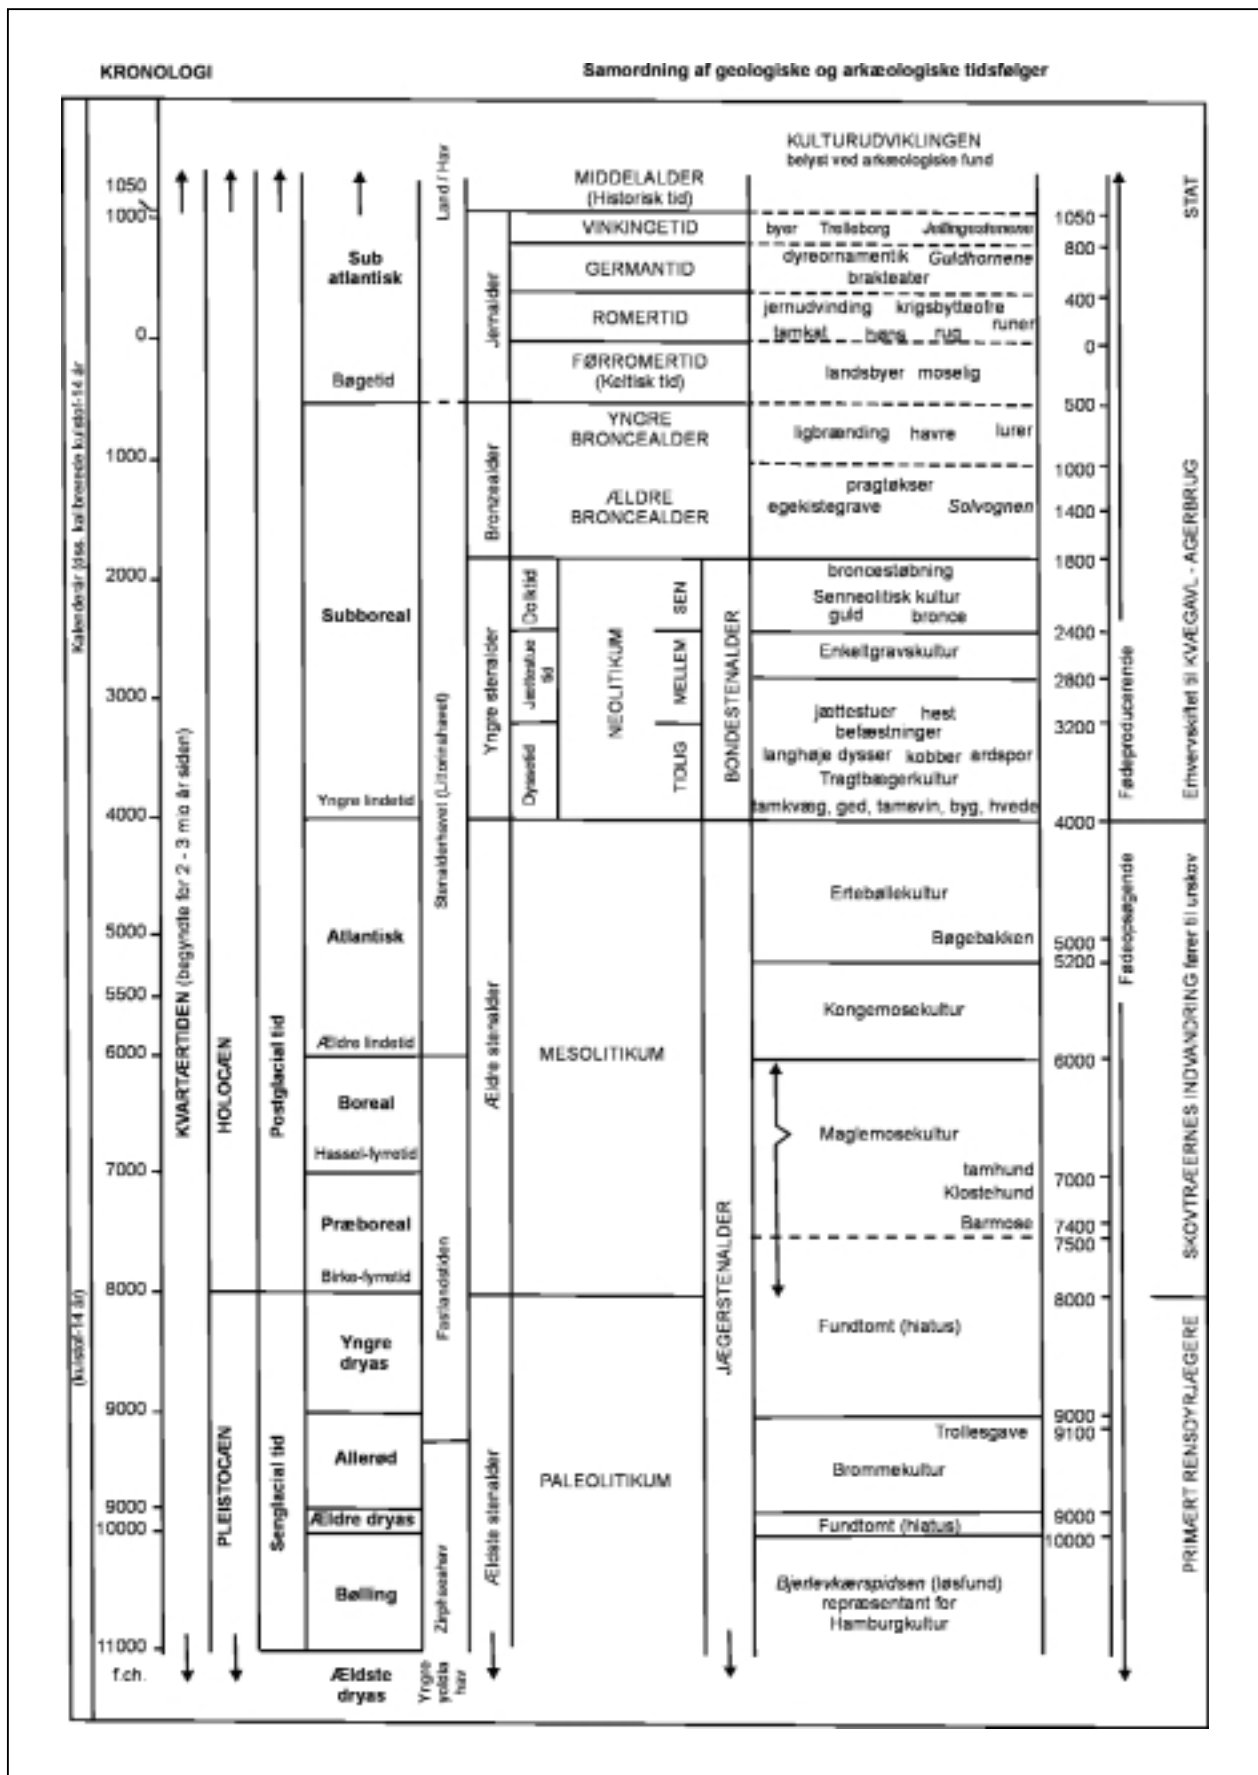 KRONOLOGI
Samordning af geologiske og arkæologiske tidsfølger
Kalenderår (dss. kalibrerede kulstof-14 år)
(kulstof-14 år)
1050
1000
0
1000
2000
3000
4000
5000
5500
6000
7000
8000
9000
9000
10000
11000
f.ch.
KVARTÆRTIDEN (begyndte for 2 - 3 mio år siden)
HOLOCÆN
PLEISTOCÆN
Postglacial tid
Senglacial tid
Sub
atlantisk
Bøgetid
Subboreal
Yngre lindetid
Atlantisk
Ældre lindetid
Boreal
Hassel-fyrretid
Præboreal
Birke-fyrretid
Yngre
dryas
Allerød
Ældre dryas
Bølling
Ældste
dryas
Land / Hav
Stenalderhavet (Littorinahavet)
Fastlandstiden
Zirphaeahav
Yngre
yoldia
hav
Jernalder
Bronzealder
Yngre stenalder
Ældre stenalder
Ældste stenalder
MIDDELALDER
(Historisk tid)
VINKINGETID
GERMANTID
ROMERTID
FØRROMERTID
(Keltisk tid)
YNGRE
BRONCEALDER
ÆLDRE
BRONCEALDER
Dolktid
Jættestue
tid
Dyssetid
NEOLITIKUM
SEN
MELLEM
TIDLIG
MESOLITIKUM
PALEOLITIKUM
BONDESTENALDER
JÆGERSTENALDER
KULTURUDVIKLINGEN
belyst ved arkæologiske fund
byer Trelleborg Jellingestenene
dyreornamentik Guldhornene
brakteater
jernudvinding krigsbytteofre
runer
tamkat høns rug
landsbyer moselig
ligbrænding havre lurer
pragtøkser
egekistegrave Solvognen
broncestøbning
Senneolitisk kultur
guld bronce
Enkeltgravskultur
jættestuer hest
befæstninger
langhøje dysser kobber ardspor
Tragtbægerkultur
tamkvæg, ged, tamsvin, byg, hvede
Ertebøllekultur
Bøgebakken
Kongemosekultur
Maglemosekultur
tamhund
Klostehund
Barmose
Fundtomt (hiatus)
Trollesgave
Brommekultur
Fundtomt (hiatus)
Bjerlevkærspidsen (løsfund)
repræsentant for
Hamburgkultur
1050
800
400
0
500
1000
1400
1800
2400
2800
3200
4000
5000
5200
6000
7000
7400
7500
8000
9000
9100
9000
10000
Fødeproducerende
Fødeopsøgende
STAT
Erhvervskiftet til KVÆGAVL - AGERBRUG
SKOVTRÆERNES INDVANDRING fører til urskov
PRIMÆRT RENSDYRJÆGERE